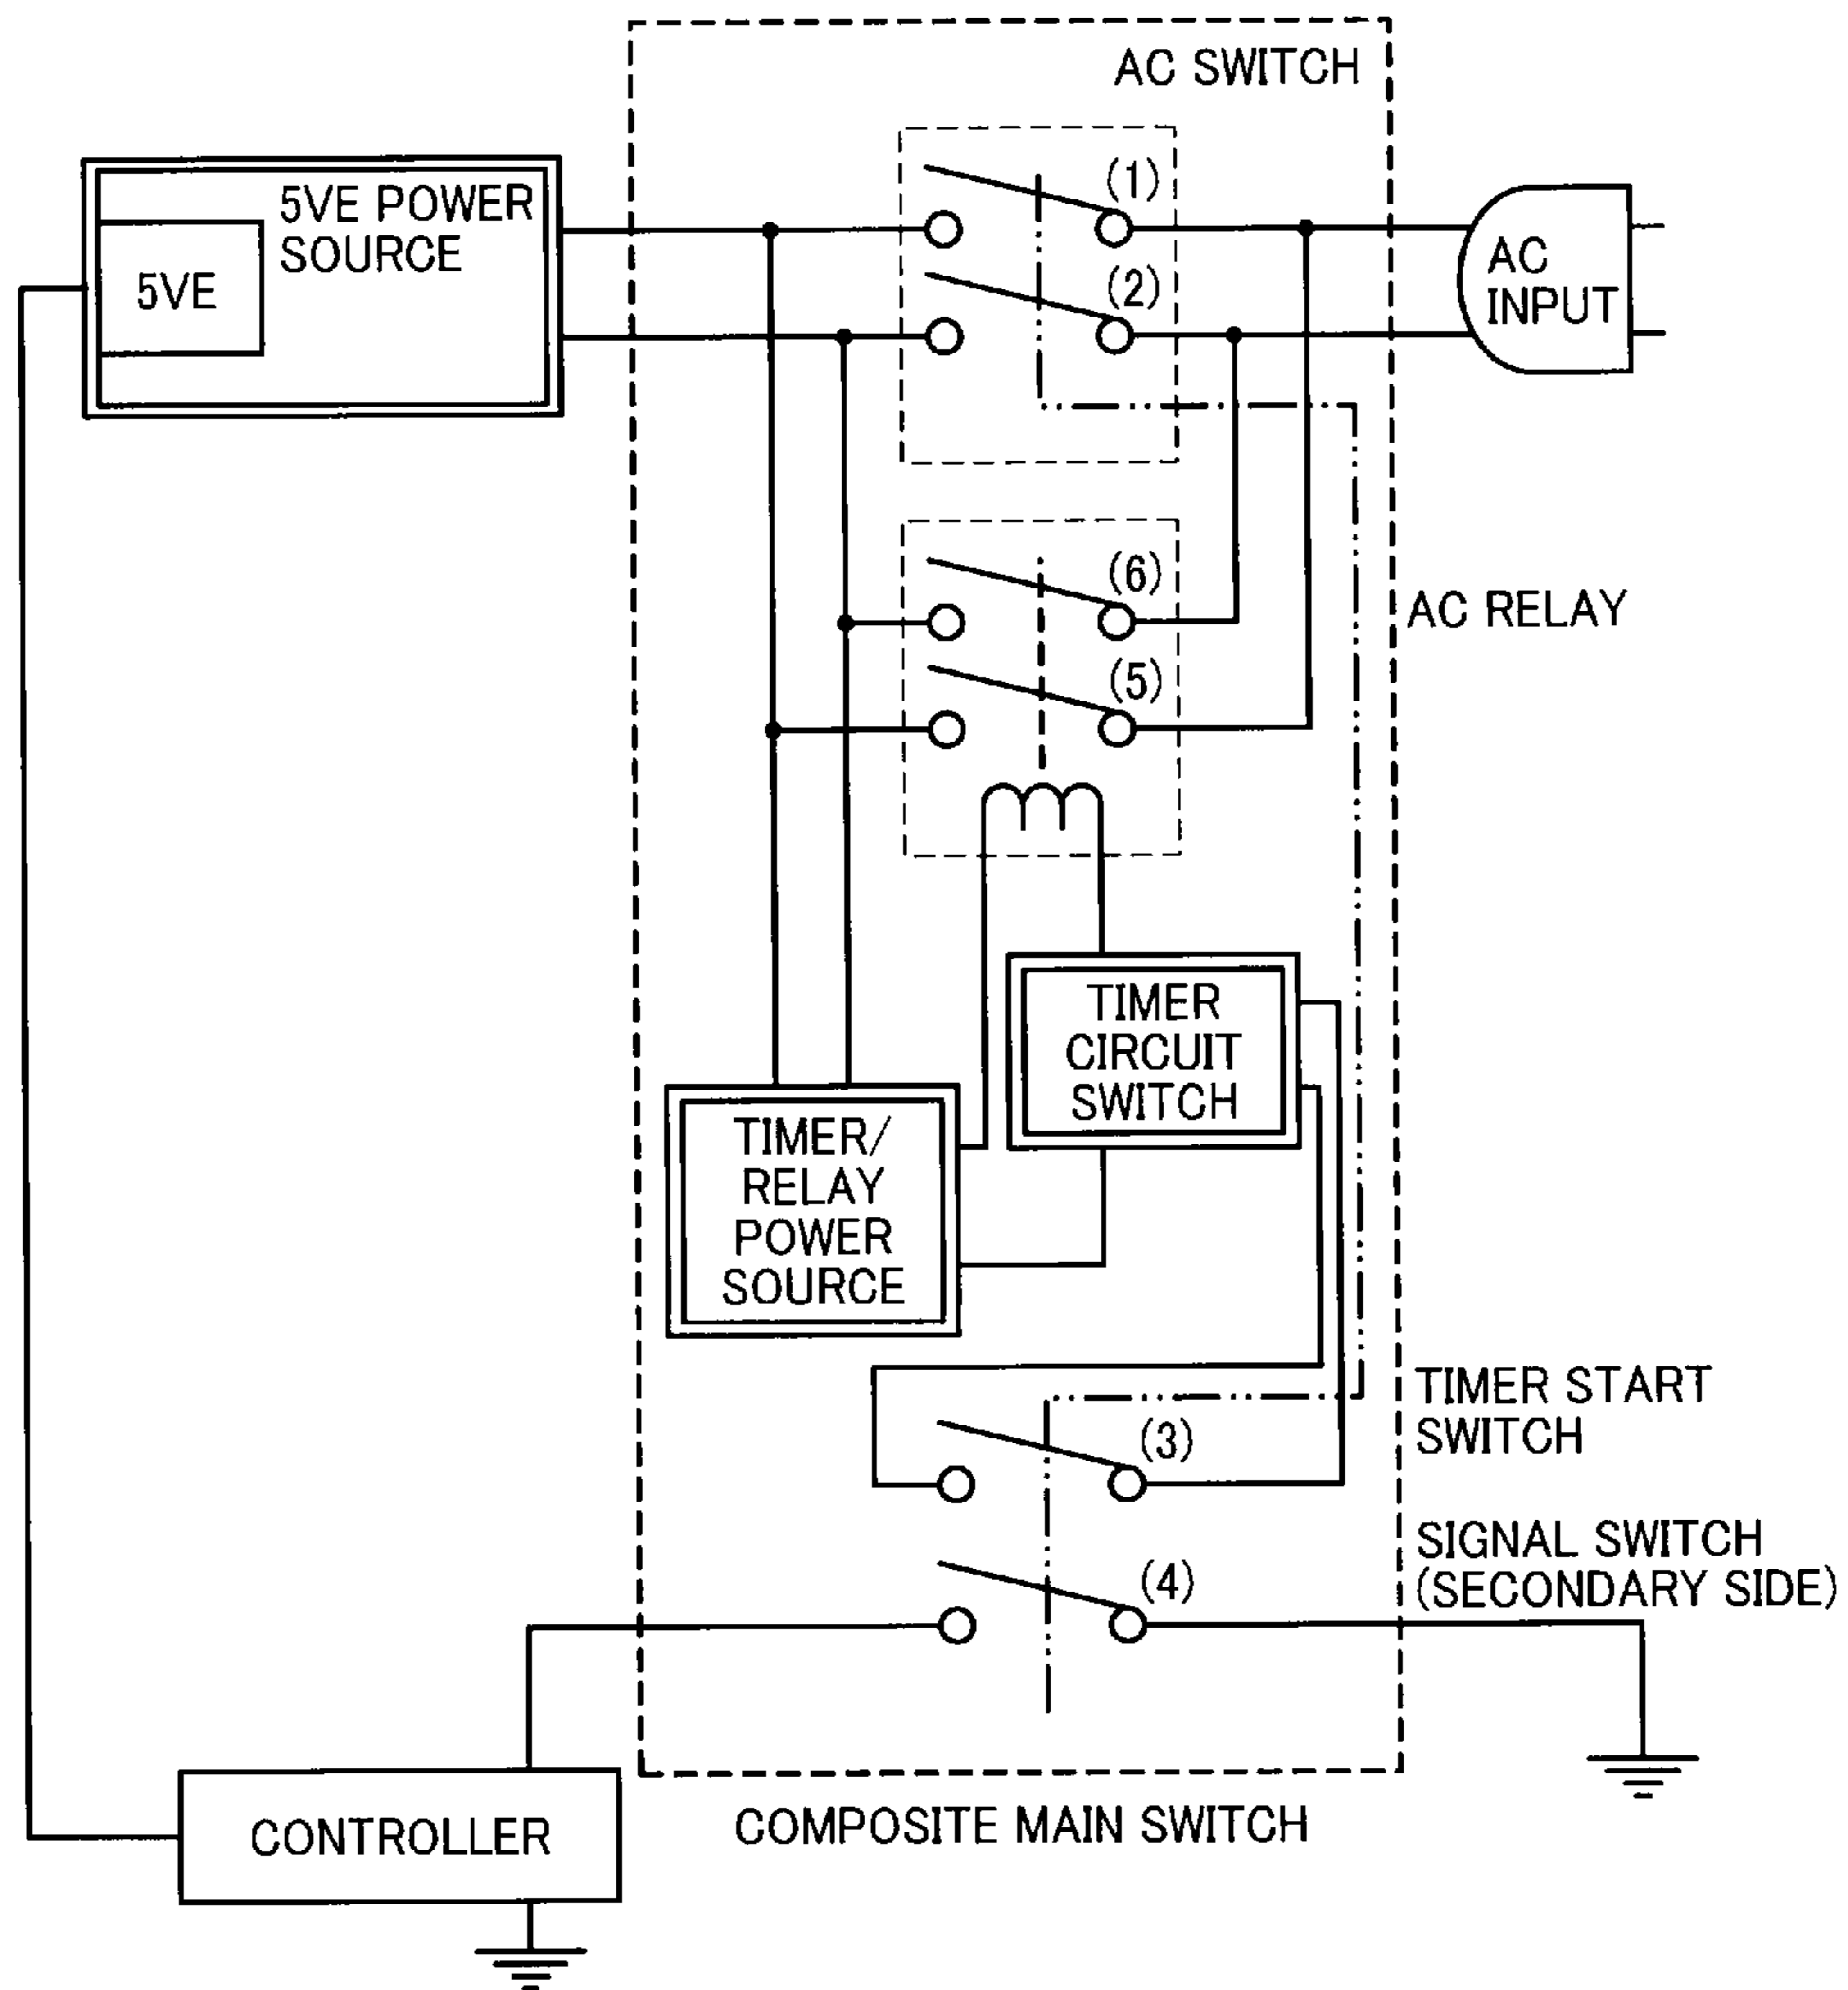 AC SWITCH
(1)
5VE POWER
SOURCE
5VE
(2)
AC
INPUT
(6)
AC RELAY
(5)
TIMER
CIRCUIT
SWITCH
TIMER/
RELAY
POWER
SOURCE
TIMER START
SWITCH
(3)
SIGNAL SWITCH
(SECONDARY SIDE)
(4)
CONTROLLER
COMPOSITE MAIN SWITCH